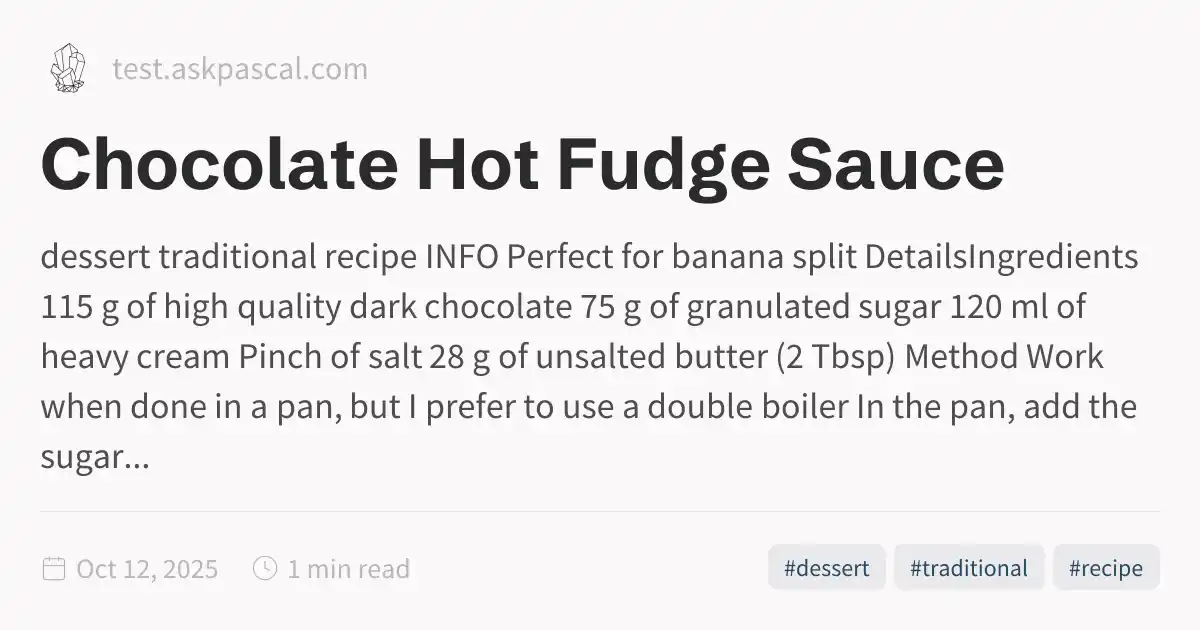 test.askpascal.com
Chocolate Hot Fudge Sauce
dessert traditional recipe INFO Perfect for banana split DetailsIngredients
115 g of high quality dark chocolate 75 g of granulated sugar 120 ml of
heavy cream Pinch of salt 28 g of unsalted butter (2 Tbsp) Method Work
when done in a pan, but I prefer to use a double boiler In the pan, add the
sugar...
Oct 12, 2025 1 min read #dessert #traditional #recipe